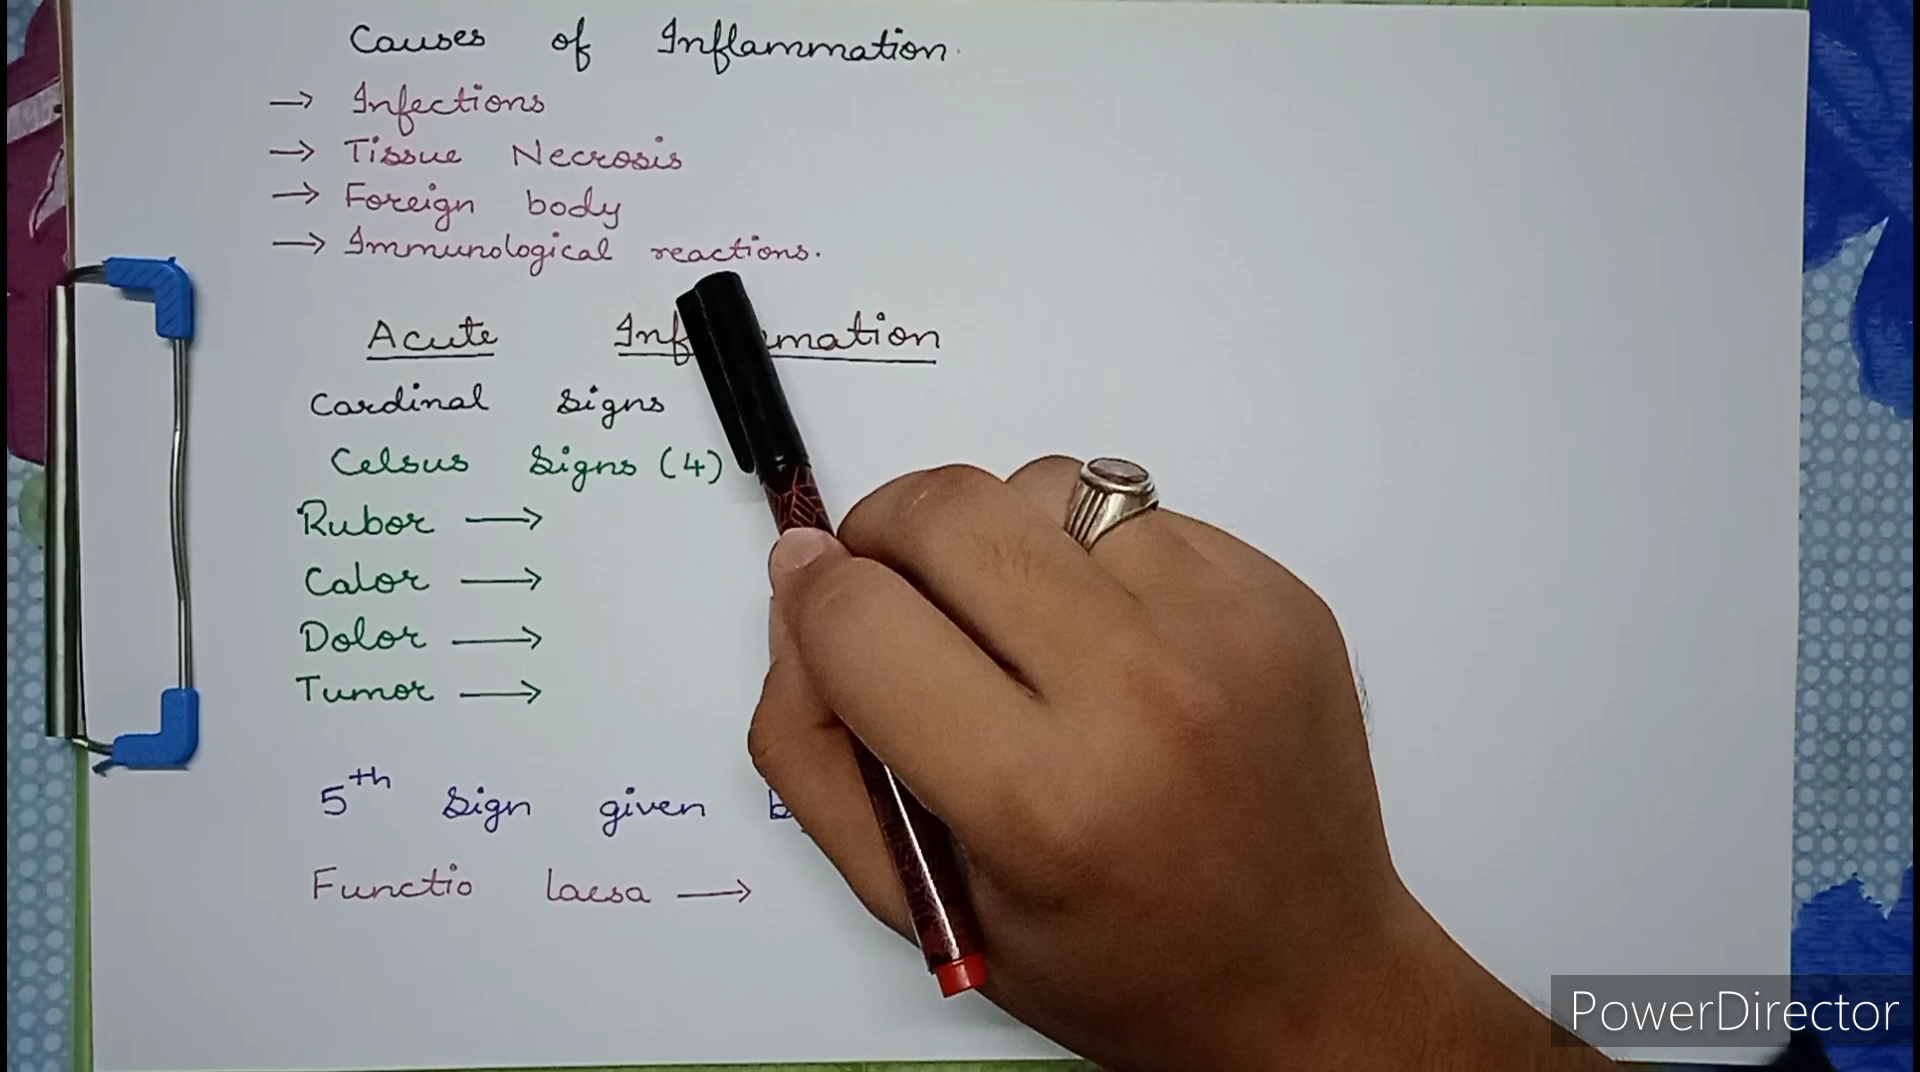 Causes of Inflammation.
→ Infections
→ Tissue Necrosis
→ Foreign body
→ Immunological reactions.
Acute
Cardinal Signs
Celsus Signs (4)
Rubor →
Calor →
Dolor →
Tumor →
5th Sign given
Functio laesa →
PowerDirector